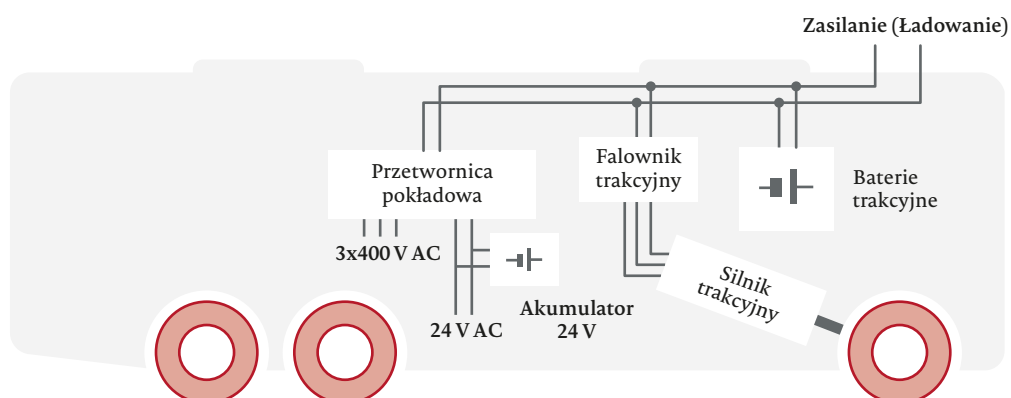 Zasilanie (Ładowanie)
Przetwornica
pokładowa
Falownik
trakcyjny
Baterie
trakcyjne
3x400 V AC
Silnik
trakcyjny
24 V AC
Akumulator
24 V